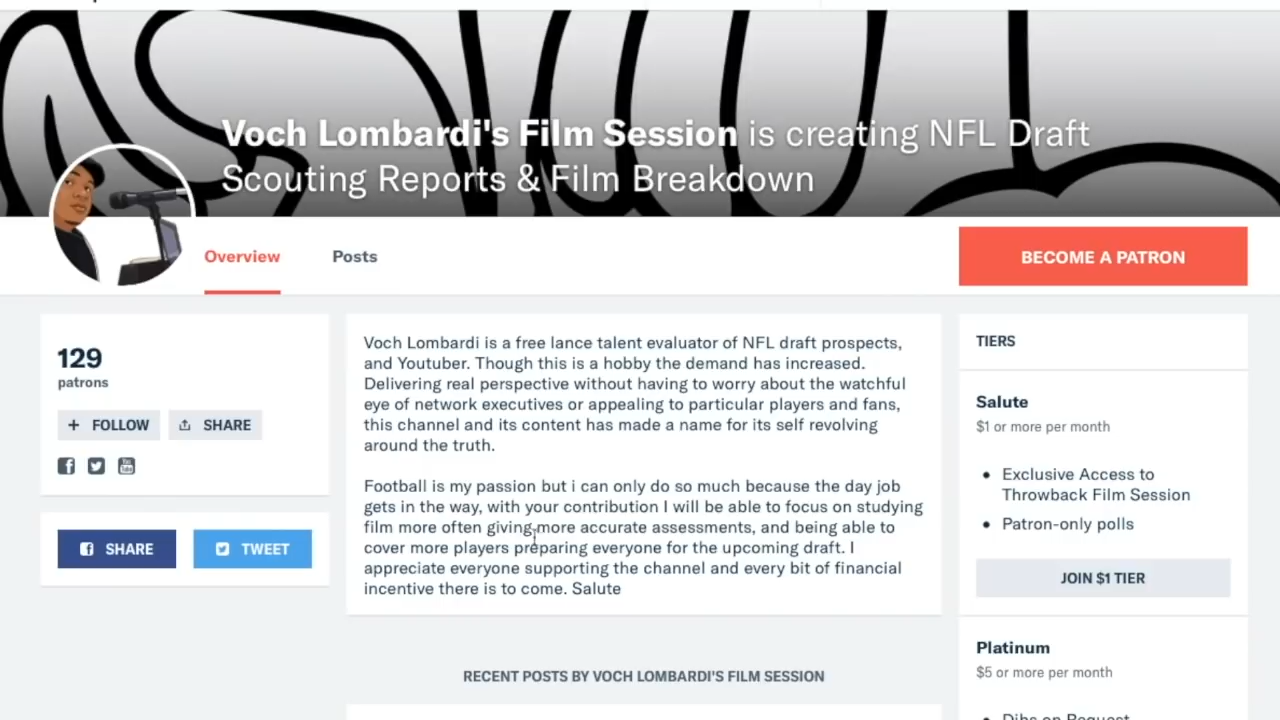 Voch Lombardi's Film Session is creating NFL Draft
Scouting Reports & Film Breakdown
Overview
Posts
BECOME A PATRON
129
patrons
+ FOLLOW
SHARE
SHARE
TWEET
Voch Lombardi is a free lance talent evaluator of NFL draft prospects,
and Youtuber. Though this is a hobby the demand has increased.
Delivering real perspective without having to worry about the watchful
eye of network executives or appealing to particular players and fans,
this channel and its content has made a name for its self revolving
around the truth.
Football is my passion but i can only do so much because the day job
gets in the way, with your contribution I will be able to focus on studying
film more often giving more accurate assessments, and being able to
cover more players preparing everyone for the upcoming draft. I
appreciate everyone supporting the channel and every bit of financial
incentive there is to come. Salute
RECENT POSTS BY VOCH LOMBARDI'S FILM SESSION
TIERS
Salute
$1 or more per month
• Exclusive Access to
Throwback Film Session
• Patron-only polls
JOIN $1 TIER
Platinum
$5 or more per month
• Dibs on Request